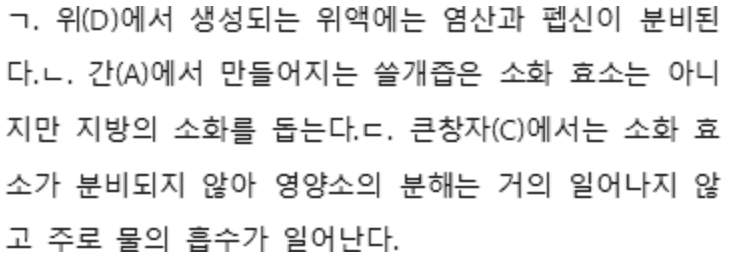 ㄱ. 위(D)에서 생성되는 위액에는 염산과 펩신이 분비된
다.ㄴ. 간(A)에서 만들어지는 쓸개즙은 소화 효소는 아니
지만 지방의 소화를 돕는다.ㄷ. 큰창자(C)에서는 소화 효
소가 분비되지 않아 영양소의 분해는 거의 일어나지 않
고 주로 물의 흡수가 일어난다.